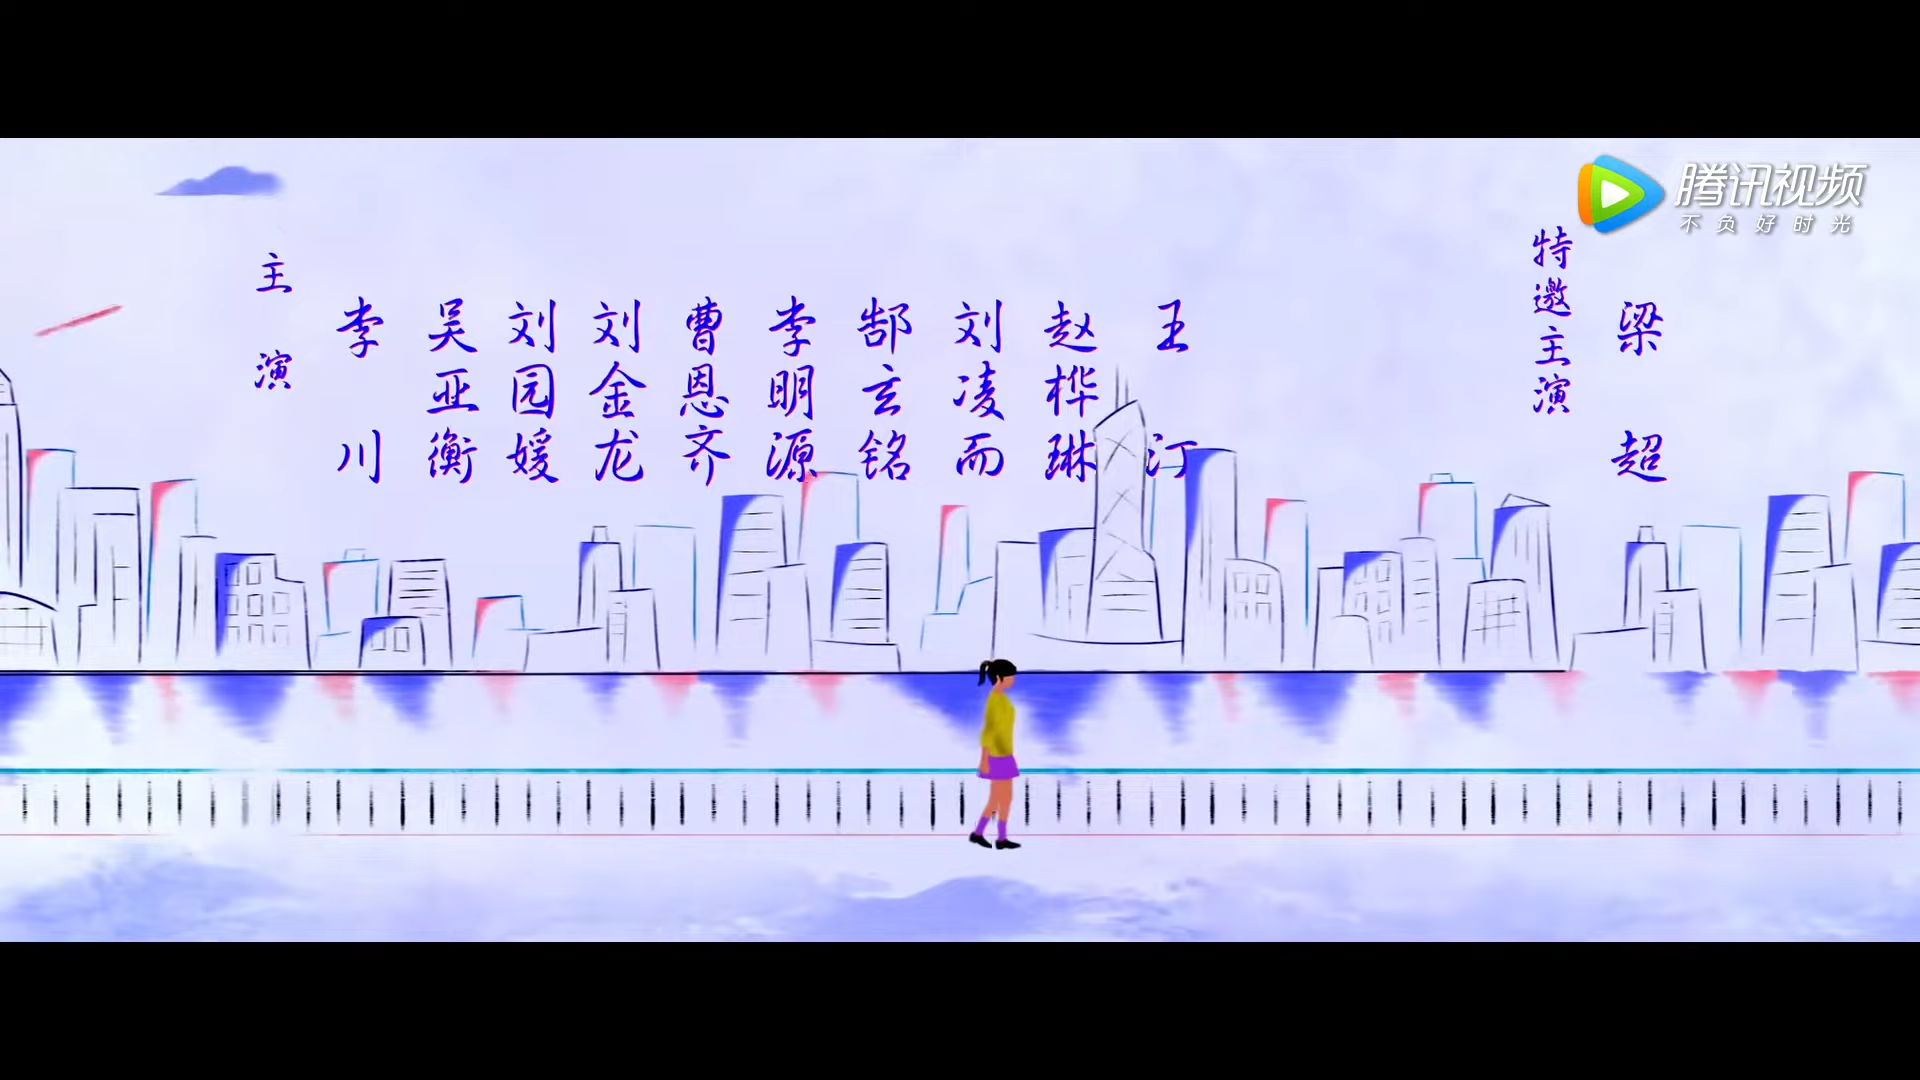 腾讯视频
不负好时光
主演
李川
吴亚衡
刘园媛
刘金龙
曹恩齐
李明源
郜玄铭
刘凌而
赵桦琳
王汀
特邀主演
梁超